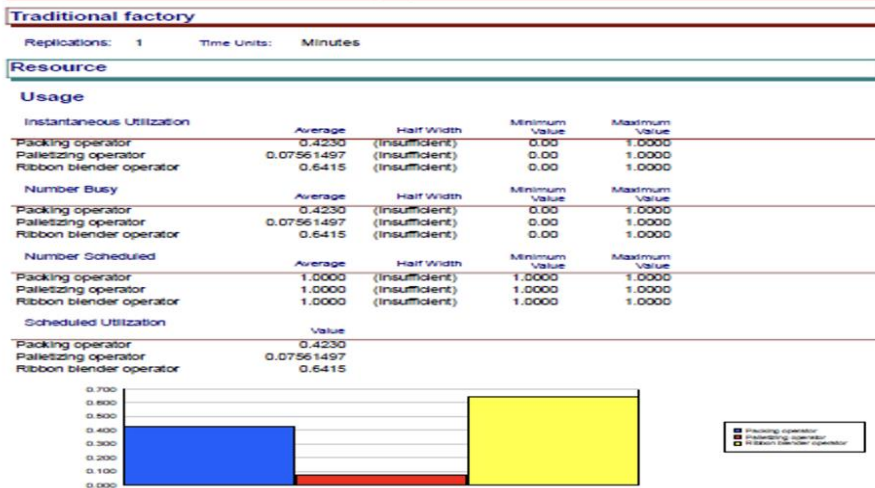 Traditional factory
Replications: 1 Time Units: Minutes
Resource
Usage
Instantaneous Utilization Average Half Width Minimum Value Maximum Value
Packing operator 0.4230 (Insufficient) 0.00 1.0000
Palletizing operator 0.07561497 (Insufficient) 0.00 1.0000
Ribbon blender operator 0.6415 (Insufficient) 0.00 1.0000
Number Busy Average Half Width Minimum Value Maximum Value
Packing operator 0.4230 (Insufficient) 0.00 1.0000
Palletizing operator 0.07561497 (Insufficient) 0.00 1.0000
Ribbon blender operator 0.6415 (Insufficient) 0.00 1.0000
Number Scheduled Average Half Width Minimum Value Maximum Value
Packing operator 1.0000 (Insufficient) 1.0000 1.0000
Palletizing operator 1.0000 (Insufficient) 1.0000 1.0000
Ribbon blender operator 1.0000 (Insufficient) 1.0000 1.0000
Scheduled Utilization Value
Packing operator 0.4230
Palletizing operator 0.07561497
Ribbon blender operator 0.6415
0.700
0.600
0.500
0.400
0.300
0.200
0.100
0.000
Packing operator
Palletizing operator
Ribbon blender operator